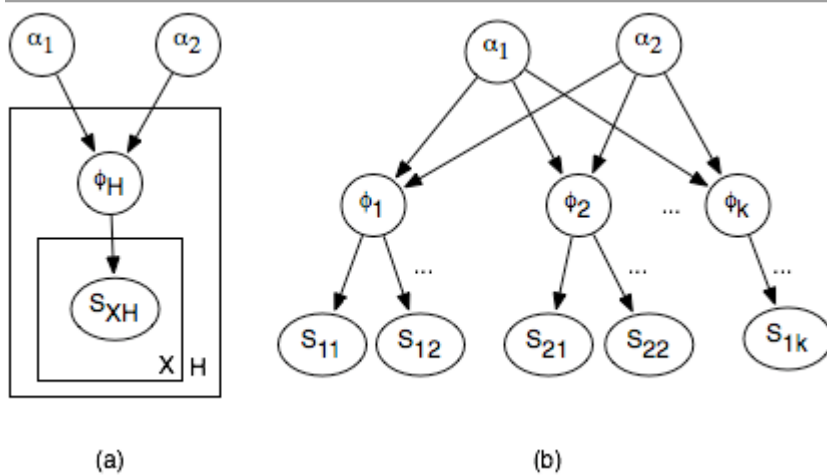 α1 α2 α1 α2
ϕH ϕ1 ϕ2 ... ϕk
... ... ...
SXH S11 S12 S21 S22 S1k
X H
(a) (b)